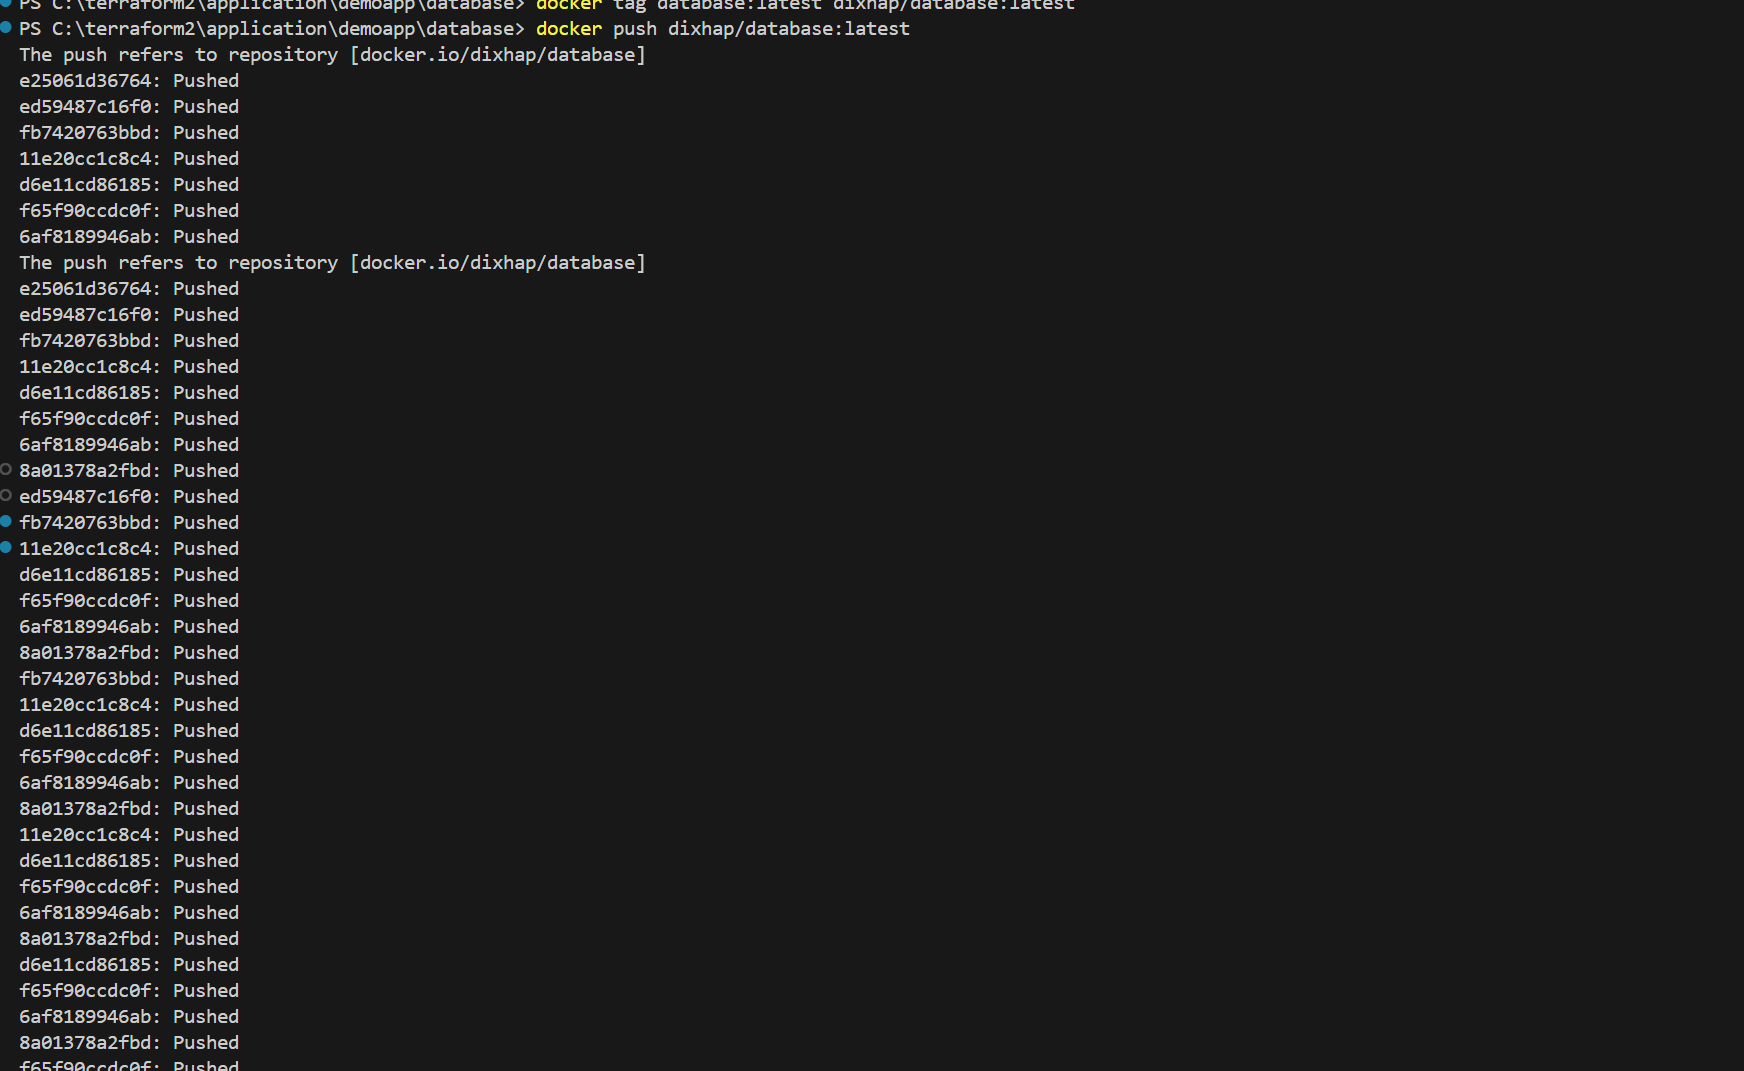 PS C:\terraform2\application\demoapp\database> docker tag database:latest dixhap/database:latest
PS C:\terraform2\application\demoapp\database> docker push dixhap/database:latest
The push refers to repository [docker.io/dixhap/database]
e25061d36764: Pushed
ed59487c16f0: Pushed
fb7420763bbd: Pushed
11e20cc1c8c4: Pushed
d6e11cd86185: Pushed
f65f90ccdc0f: Pushed
6af8189946ab: Pushed
The push refers to repository [docker.io/dixhap/database]
e25061d36764: Pushed
ed59487c16f0: Pushed
fb7420763bbd: Pushed
11e20cc1c8c4: Pushed
d6e11cd86185: Pushed
f65f90ccdc0f: Pushed
6af8189946ab: Pushed
8a01378a2fbd: Pushed
ed59487c16f0: Pushed
fb7420763bbd: Pushed
11e20cc1c8c4: Pushed
d6e11cd86185: Pushed
f65f90ccdc0f: Pushed
6af8189946ab: Pushed
8a01378a2fbd: Pushed
fb7420763bbd: Pushed
11e20cc1c8c4: Pushed
d6e11cd86185: Pushed
f65f90ccdc0f: Pushed
6af8189946ab: Pushed
8a01378a2fbd: Pushed
11e20cc1c8c4: Pushed
d6e11cd86185: Pushed
f65f90ccdc0f: Pushed
6af8189946ab: Pushed
8a01378a2fbd: Pushed
d6e11cd86185: Pushed
f65f90ccdc0f: Pushed
6af8189946ab: Pushed
8a01378a2fbd: Pushed
f65f90ccdc0f: Pushed